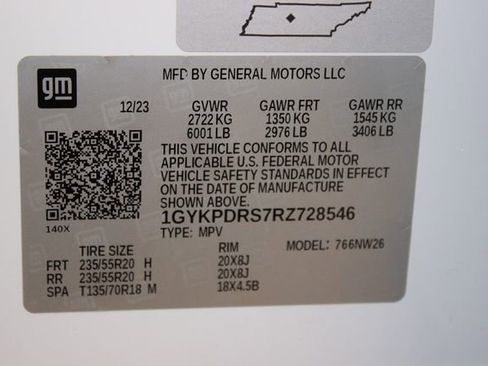 gm
MFD BY GENERAL MOTORS LLC
12/23 GVWR GAWR FRT GAWR RR
2722 KG 1350 KG 1545 KG
6001 LB 2976 LB 3406 LB
THIS VEHICLE CONFORMS TO ALL
APPLICABLE U.S. FEDERAL MOTOR
VEHICLE SAFETY STANDARDS IN EFFECT
ON THE DATE OF MANUFACTURE
SHOWN ABOVE.
1GYKPDRS7RZ728546
140X
TYPE: MPV MODEL: 766NW26
TIRE SIZE RIM
FRT 235/55R20 H 20X8J
RR 235/55R20 H 20X8J
SPA T135/70R18 M 18X4.5B